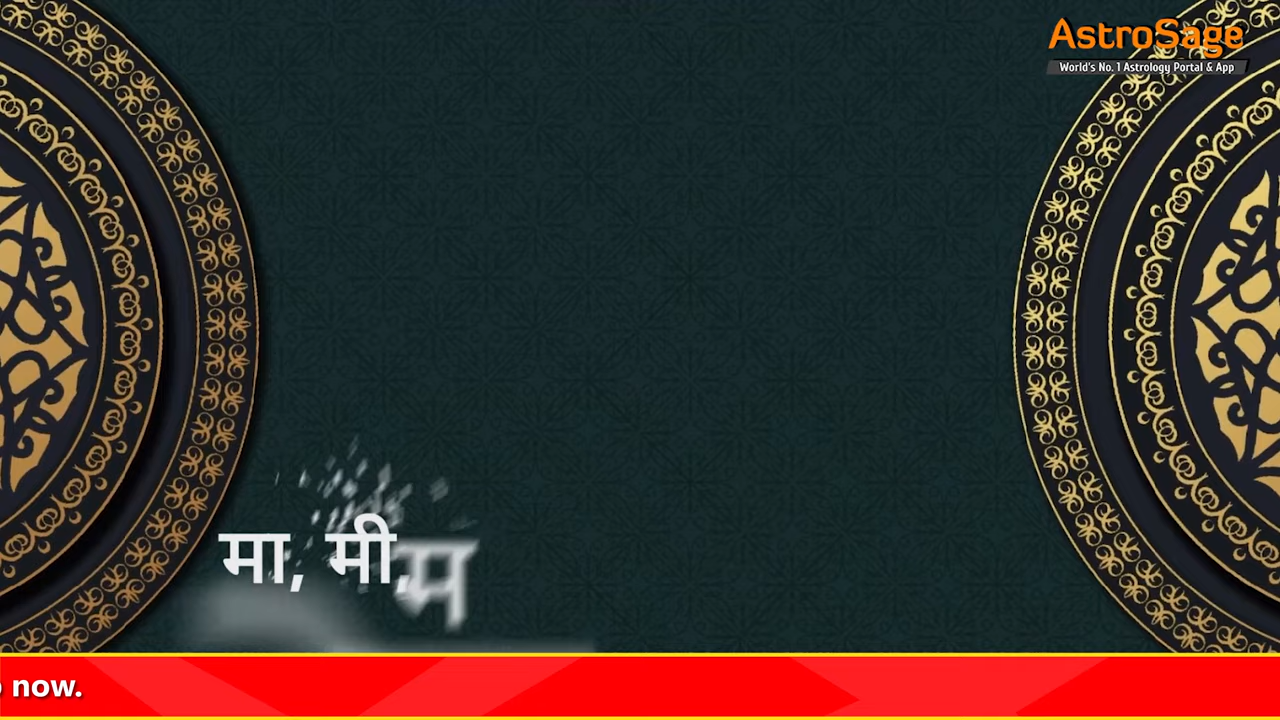 AstroSage
World's No. 1 Astrology Portal & App
मा, मी,
now.